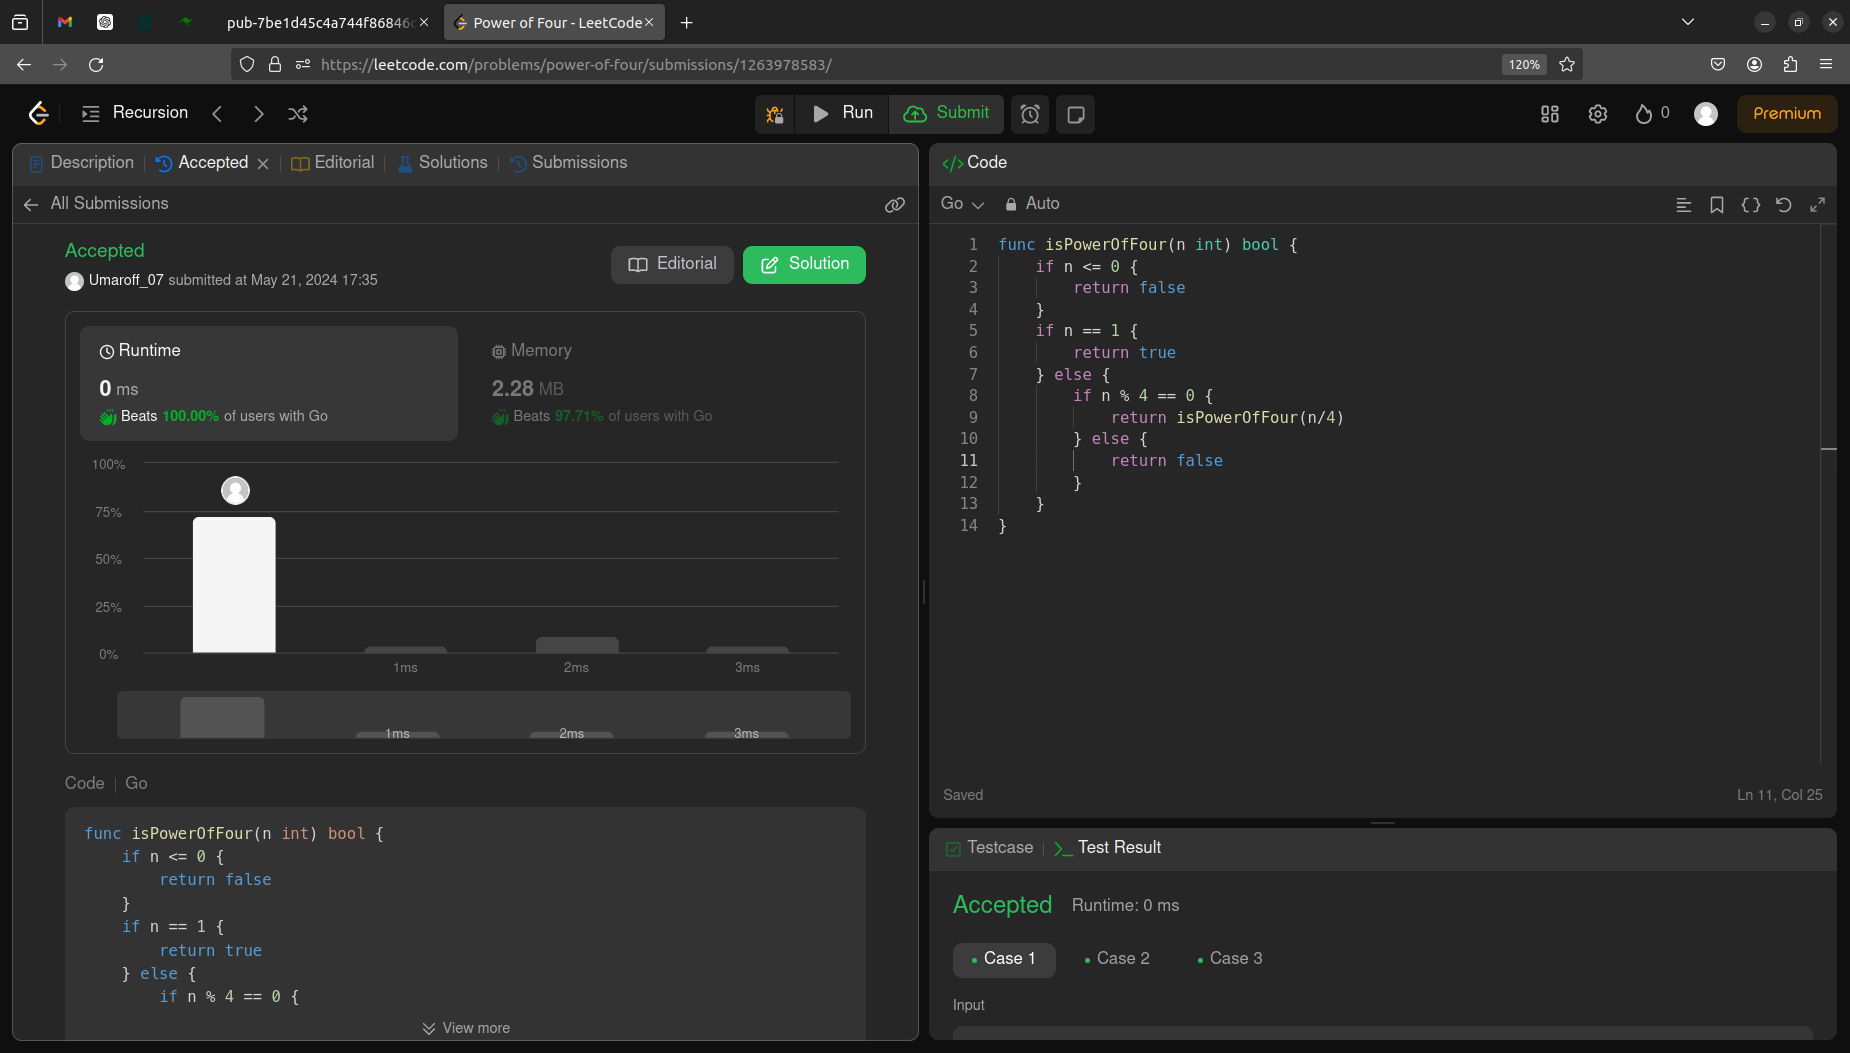 pub-7be1d45c4a744f86846
Power of Four - LeetCode
https://leetcode.com/problems/power-of-four/submissions/1263978583/
120%
Recursion
Run
Submit
0
Premium
Description
Accepted
Editorial
Solutions
Submissions
All Submissions
Accepted
Editorial
Solution
Umaroff_07 submitted at May 21, 2024 17:35
Runtime
0 ms
Beats 100.00% of users with Go
Memory
2.28 MB
Beats 97.71% of users with Go
100%
75%
50%
25%
0%
1ms
2ms
3ms
1ms
2ms
3ms
Code | Go
func isPowerOfFour(n int) bool {
    if n <= 0 {
        return false
    }
    if n == 1 {
        return true
    } else {
        if n % 4 == 0 {
View more
</> Code
Go
Auto
1 func isPowerOfFour(n int) bool {
2     if n <= 0 {
3         return false
4     }
5     if n == 1 {
6         return true
7     } else {
8         if n % 4 == 0 {
9             return isPowerOfFour(n/4)
10         } else {
11             return false
12         }
13     }
14 }
Saved
Ln 11, Col 25
Testcase
>_ Test Result
Accepted
Runtime: 0 ms
Case 1
Case 2
Case 3
Input